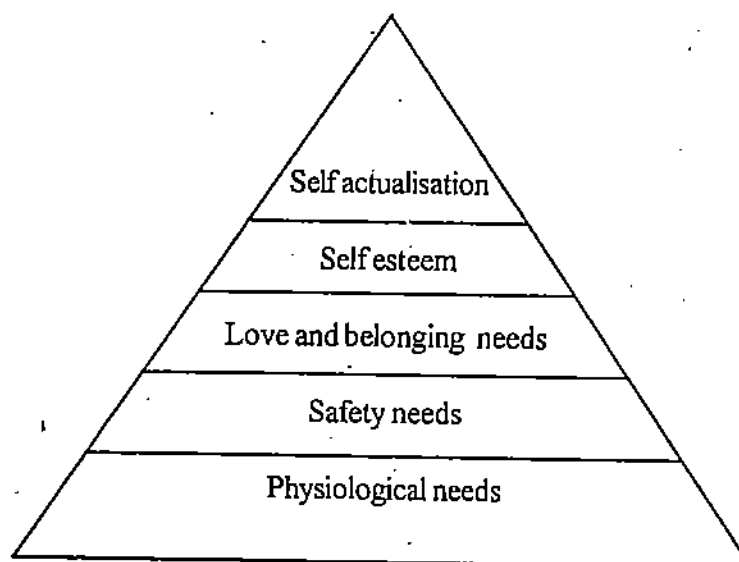 Self actualisation
Self esteem
Love and belonging needs
Safety needs
Physiological needs